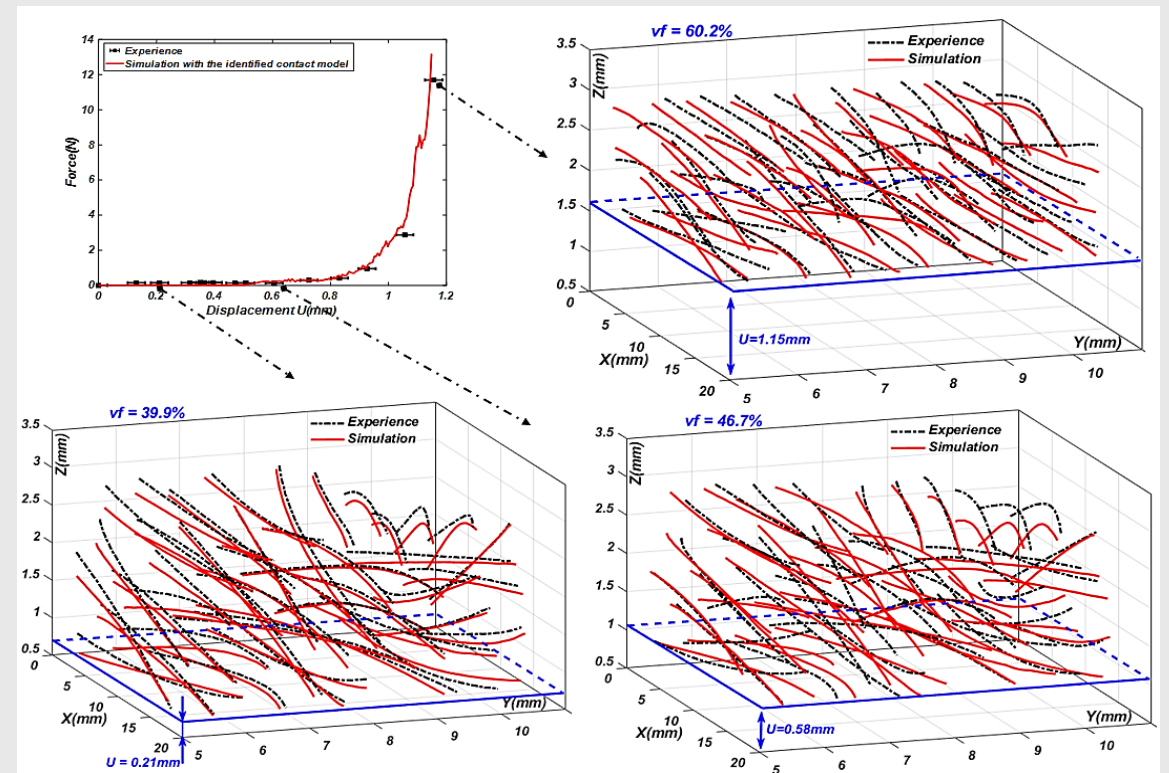 14
12
10
8
6
4
2
0
Force(N)
Experience
Simulation with the identified contact model
0
0.2
0.4
0.6
0.8
1
1.2
Displacement U(mm)
vf = 60.2%
Experience
Simulation
3.5
3
2.5
2
1.5
1
0.5
Z(mm)
0
5
10
15
20
X(mm)
5
6
7
8
9
10
Y(mm)
U=1.15mm
vf = 39.9%
Experience
Simulation
3.5
3
2.5
2
1.5
1
0.5
Z(mm)
0
5
10
15
20
X(mm)
5
6
7
8
9
10
Y(mm)
U = 0.21mm
vf = 46.7%
Experience
Simulation
3.5
3
2.5
2
1.5
1
0.5
Z(mm)
0
5
10
15
20
X(mm)
5
6
7
8
9
10
Y(mm)
U=0.58mm